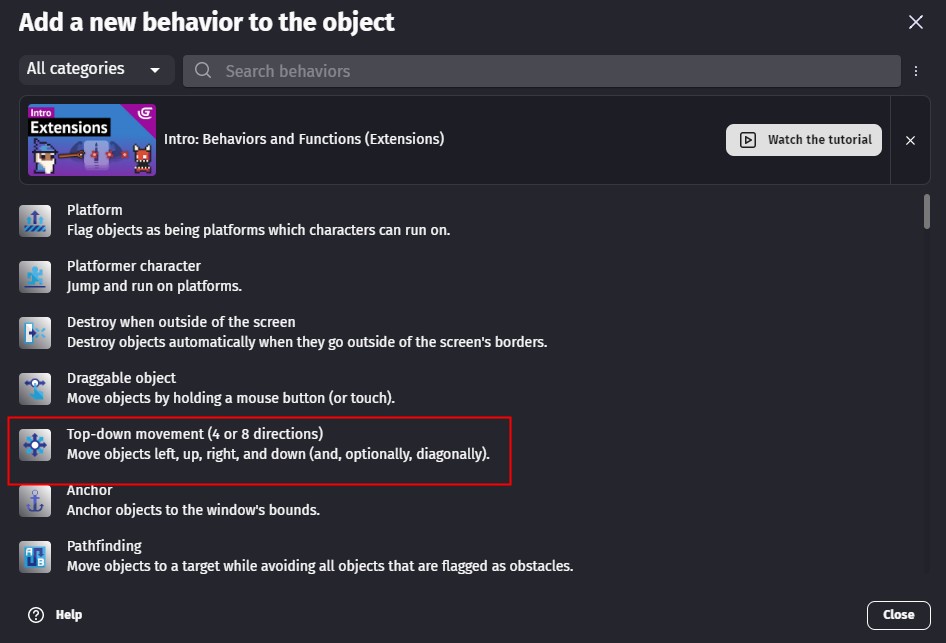 Add a new behavior to the object
All categories
Search behaviors
Intro
Extensions
Intro: Behaviors and Functions (Extensions)
Watch the tutorial
Platform
Flag objects as being platforms which characters can run on.
Platformer character
Jump and run on platforms.
Destroy when outside of the screen
Destroy objects automatically when they go outside of the screen's borders.
Draggable object
Move objects by holding a mouse button (or touch).
Top-down movement (4 or 8 directions)
Move objects left, up, right, and down (and, optionally, diagonally).
Anchor
Anchor objects to the window's bounds.
A
B
Pathfinding
Move objects to a target while avoiding all objects that are flagged as obstacles.
Help
Close